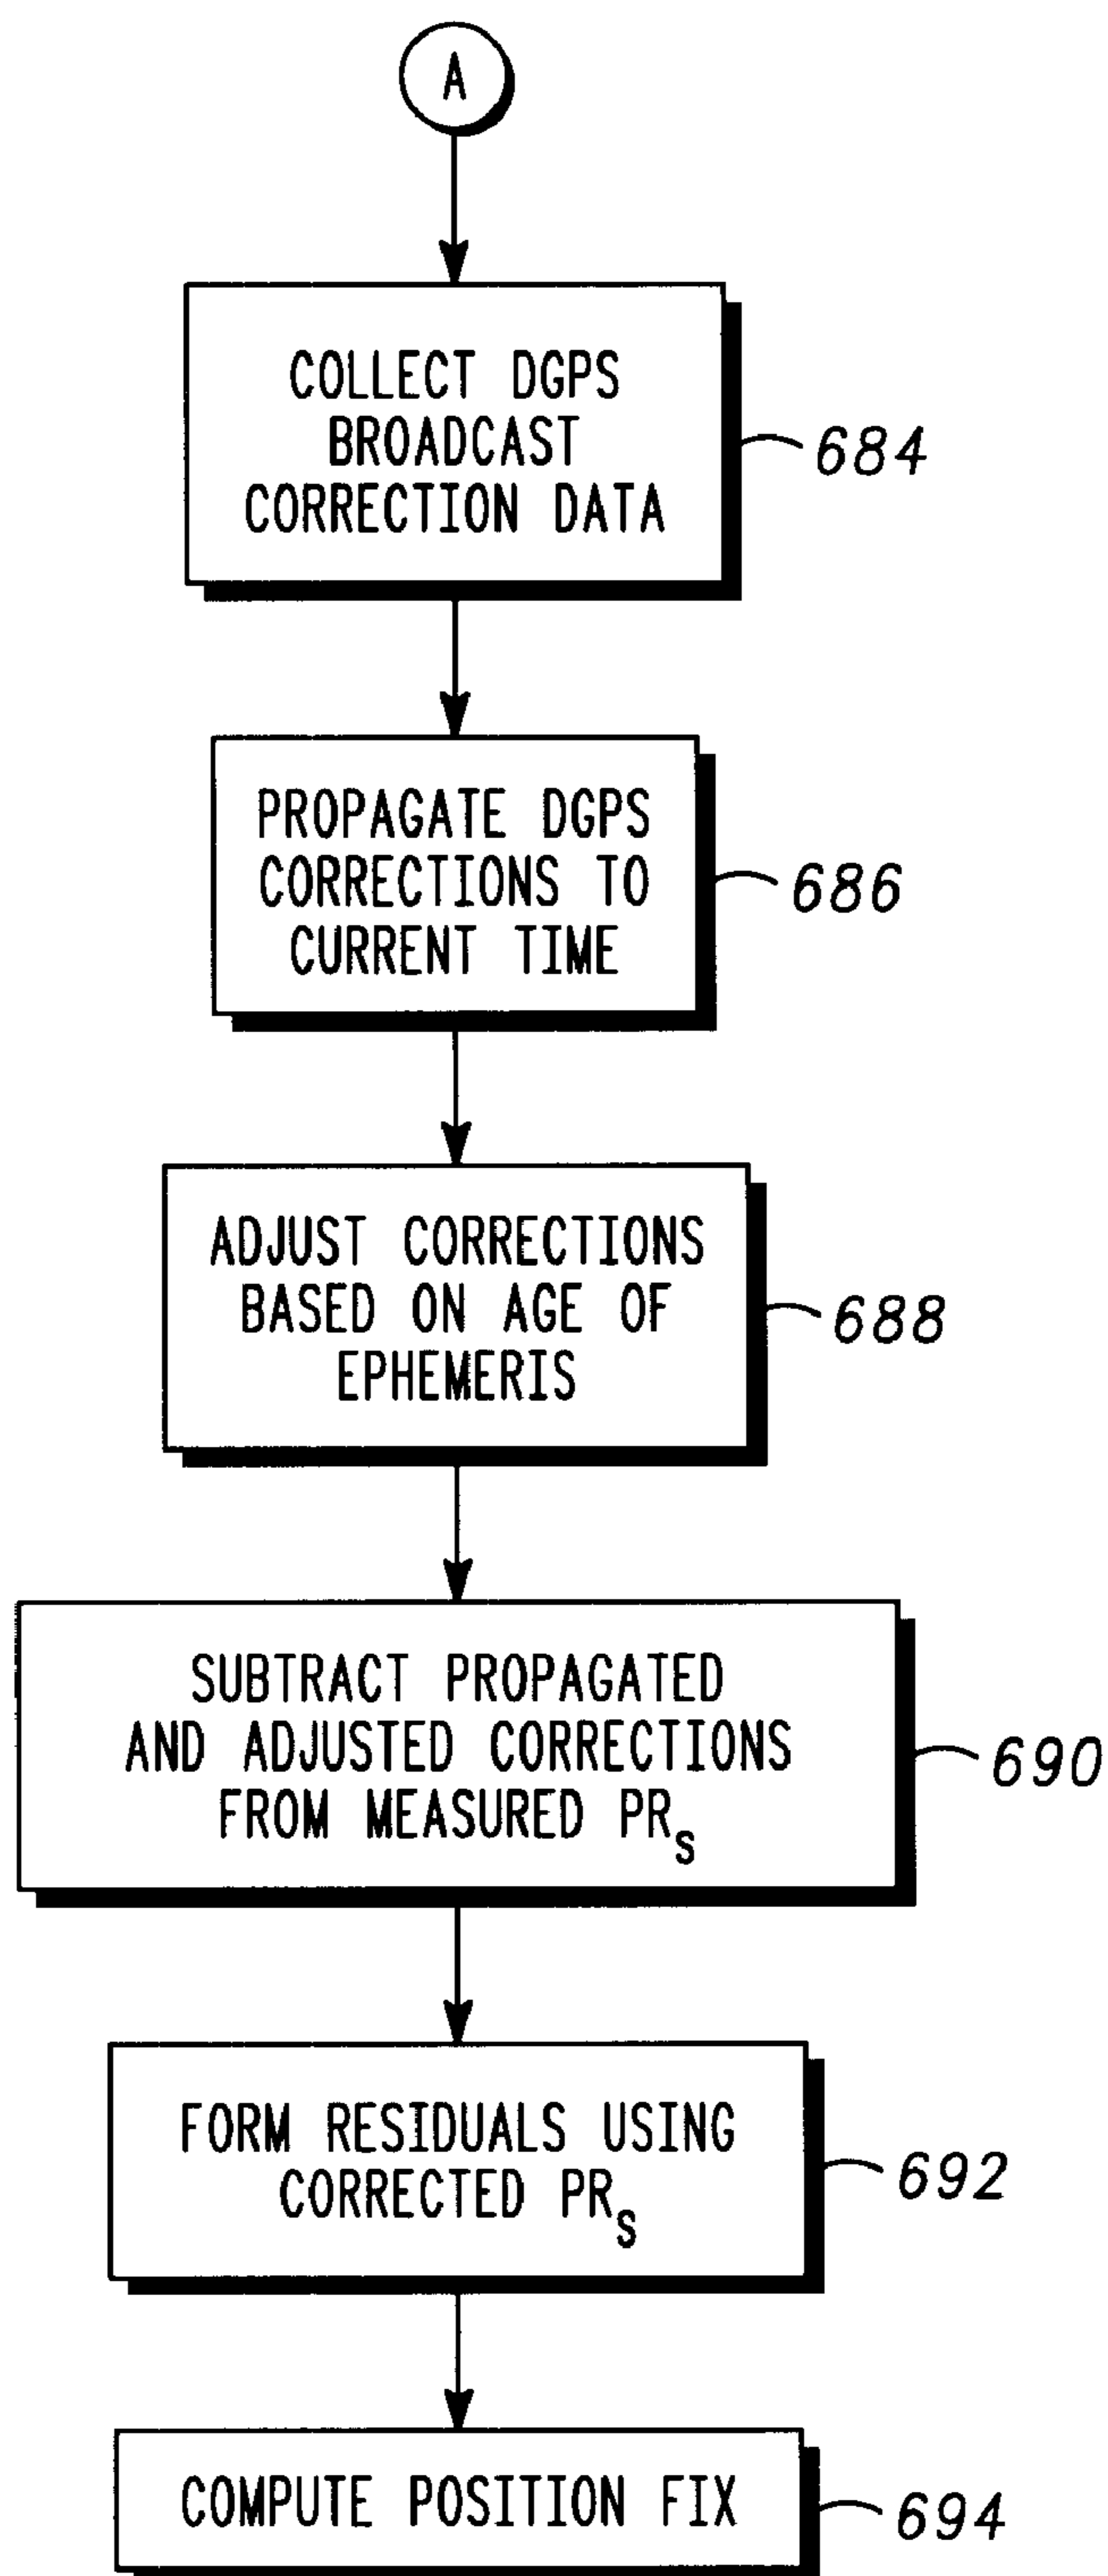 A
COLLECT DGPS
BROADCAST
CORRECTION DATA
684
PROPAGATE DGPS
CORRECTIONS TO
CURRENT TIME
686
ADJUST CORRECTIONS
BASED ON AGE OF
EPHEMERIS
688
SUBTRACT PROPAGATED
AND ADJUSTED CORRECTIONS
FROM MEASURED PRS
690
FORM RESIDUALS USING
CORRECTED PRS
692
COMPUTE POSITION FIX
694